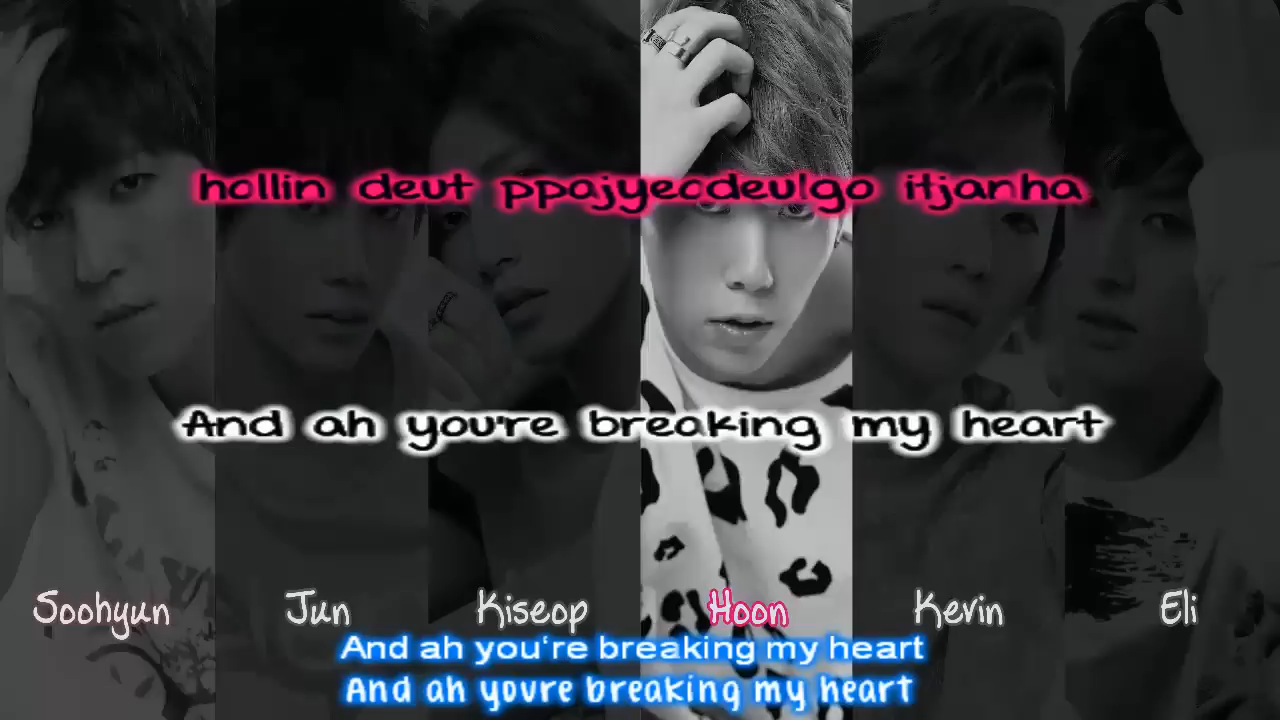 hollin deut ppajyeodeulgo itjanha
And ah you're breaking my heart
Soohyun Jun Kiseop Hoon Kevin Eli
And ah you're breaking my heart
And ah youre breaking my heart